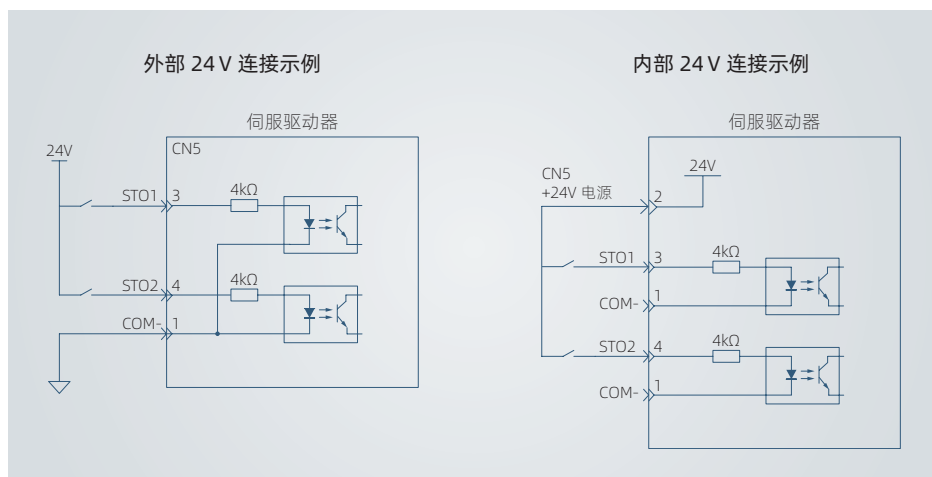 外部 24 V 连接示例
伺服驱动器
24V
CN5
STO1
3
4kΩ
STO2
4
4kΩ
COM-
1
内部 24 V 连接示例
伺服驱动器
CN5
+24V 电源
2
24V
STO1
3
4kΩ
COM-
1
STO2
4
4kΩ
COM-
1